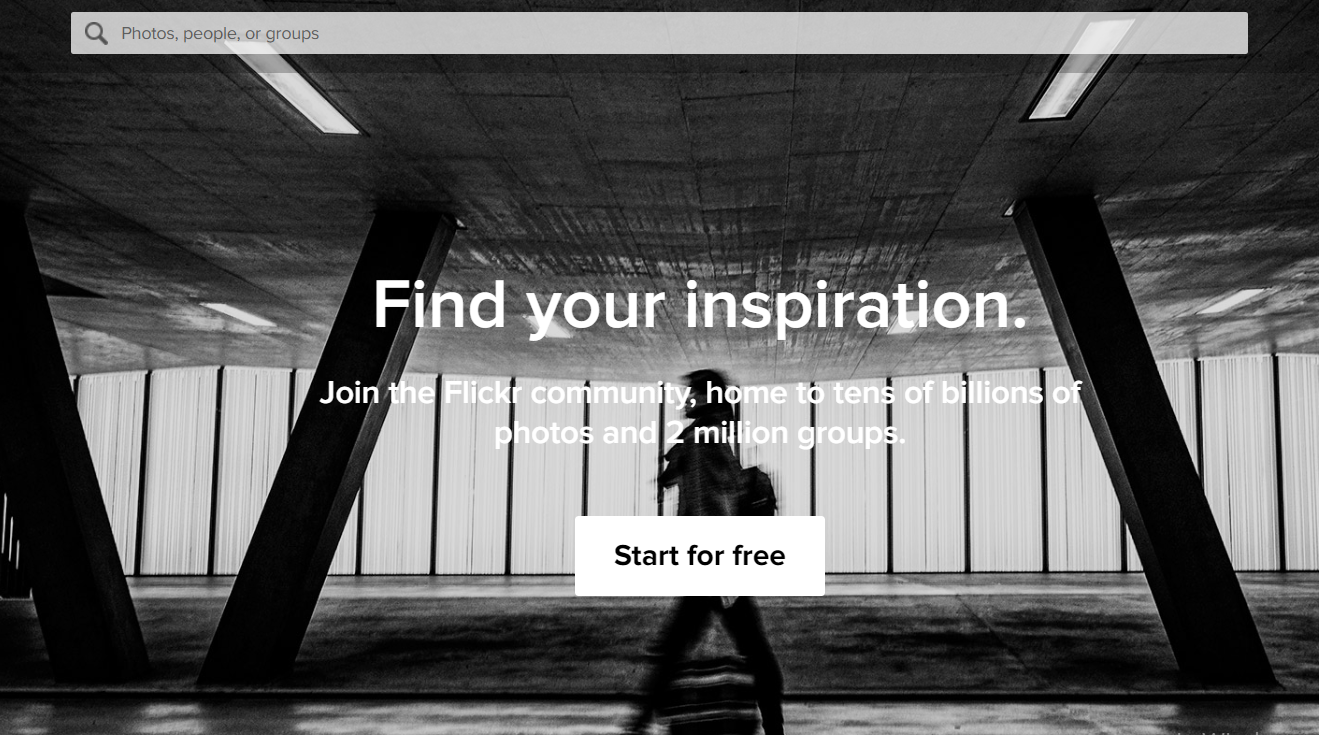 Photos, people, or groups
Find your inspiration.
Join the Flickr community, home to tens of billions of
photos and 2 million groups.
Start for free